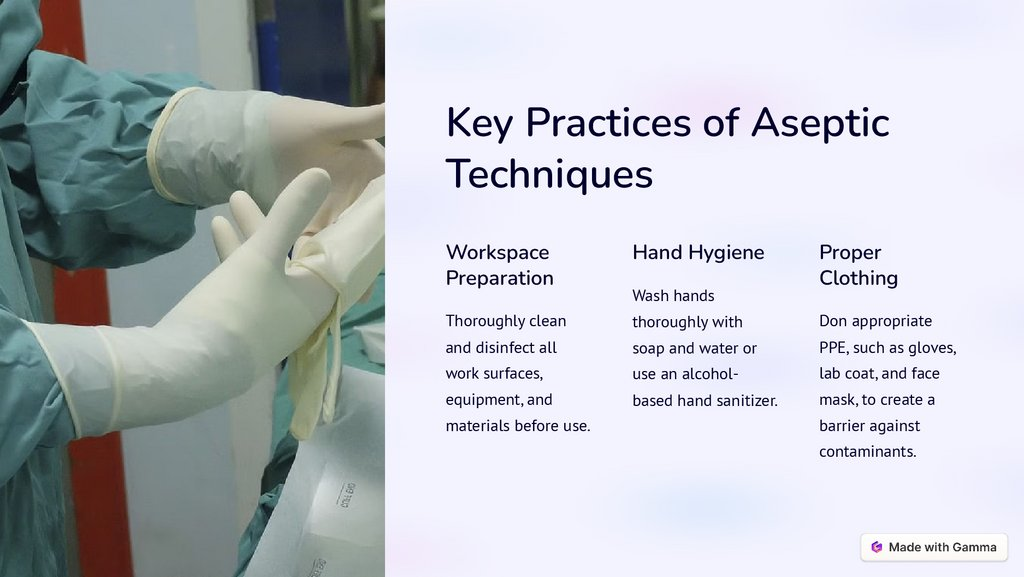 Key Practices of Aseptic
Techniques
Workspace
Preparation
Thoroughly clean
and disinfect all
work surfaces,
equipment, and
materials before use.
Hand Hygiene
Wash hands
thoroughly with
soap and water or
use an alcohol-
based hand sanitizer.
Proper
Clothing
Don appropriate
PPE, such as gloves,
lab coat, and face
mask, to create a
barrier against
contaminants.
Made with Gamma